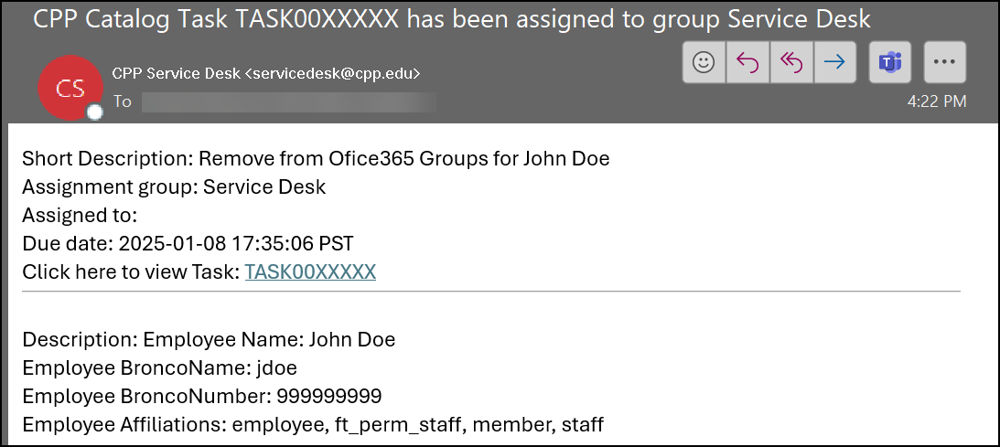 CPP Catalog Task TASK00XXXXX has been assigned to group Service Desk
CS
CPP Service Desk <servicedesk@cpp.edu>
To
4:22 PM
Short Description: Remove from Ofice365 Groups for John Doe
Assignment group: Service Desk
Assigned to:
Due date: 2025-01-08 17:35:06 PST
Click here to view Task: TASK00XXXXX
Description: Employee Name: John Doe
Employee BroncoName: jdoe
Employee BroncoNumber: 999999999
Employee Affiliations: employee, ft_perm_staff, member, staff